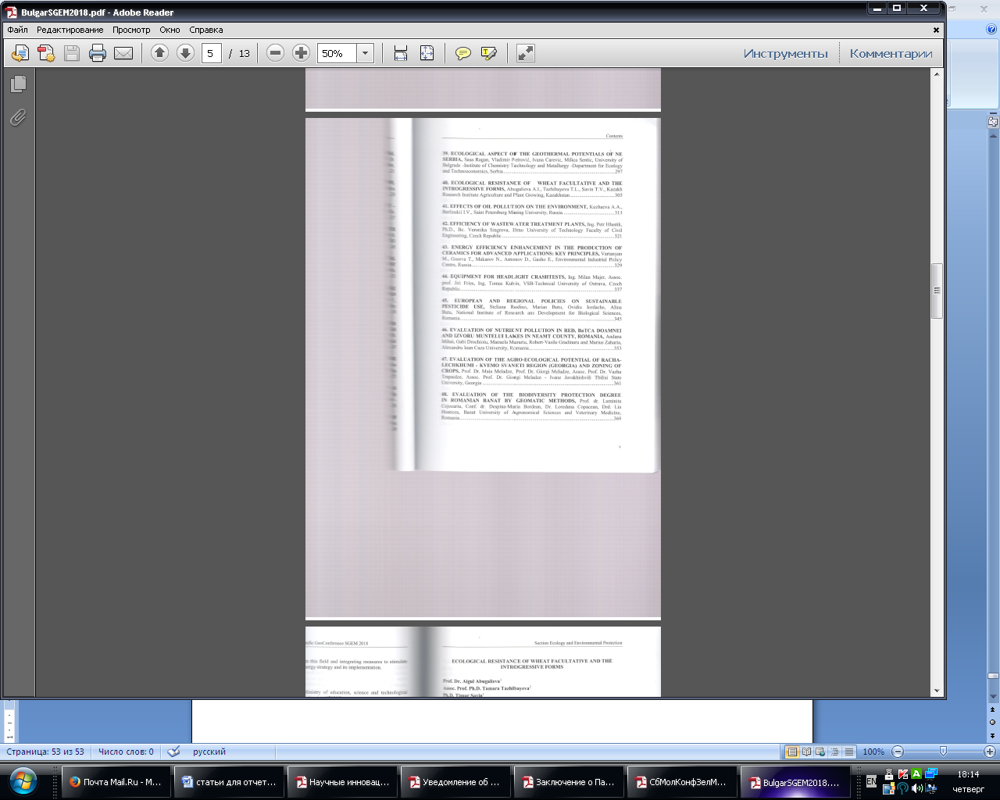 BulgarSGEM2018.pdf - Adobe Reader
Файл Редактирование Просмотр Окно Справка
5 / 13 50% Инструменты Комментарии
Contents
39. ECOLOGICAL ASPECT OF THE GEOTHERMAL POTENTIALS OF NE
SERBIA, Sasa Rogan, Vladimir Petrović, Ivana Carevic, Milica Sentic, University of
Belgrade -Institute of Chemistry Technology and Metallurgy -Department for Ecology
and Technoeconomics, Serbia 297
40. ECOLOGICAL RESISTANCE OF WHEAT FACULTATIVE AND THE
INTROGRESSIVE FORMS, Abugalieva A.I., Tazhibayeva T.L., Savin T.V., Kazakh
Research Institute Agriculture and Plant Growing, Kazakhstan 305
41. EFFECTS OF OIL POLLUTION ON THE ENVIRONMENT, Kuzhaeva A.A.,
Berlinskii I.V., Saint Petersburg Mining University, Russia 313
42. EFFICIENCY OF WASTEWATER TREATMENT PLANTS, Ing. Petr Hlustik,
Ph.D., Bc. Veronika Singrova, Brno University of Technology Faculty of Civil
Engineering, Czech Republic 321
43. ENERGY EFFICIENCY ENHANCEMENT IN THE PRODUCTION OF
CERAMICS FOR ADVANCED APPLICATIONS: KEY PRINCIPLES, Vartanyan
M., Guseva T., Makarov N., Antonov D., Gasho E., Environmental Industrial Policy
Centre, Russia 329
44. EQUIPMENT FOR HEADLIGHT CRASHTESTS, Ing. Milan Majer, Assoc.
prof. Jiri Fries, Ing. Tomas Kubrin, VSB-Technical University of Ostrava, Czech
Republic 337
45. EUROPEAN AND REGIONAL POLICIES ON SUSTAINABLE
PESTICIDE USE, Steliana Rodino, Marian Butu, Ovidiu Iordache, Alina
Butu, National Institute of Research and Development for Biological Sciences,
Romania 345
46. EVALUATION OF NUTRIENT POLLUTION IN RED, BaTCA DOAMNEI
AND IZVORU MUNTELUI LAKES IN NEAMT COUNTY, ROMANIA, Andana
Mihai, Gabi Drochioiu, Manuela Murariu, Robert-Vasile Gradinaru and Marius Zaharia,
Alexandru Ioan Cuza University, Romania 353
47. EVALUATION OF THE AGRO-ECOLOGICAL POTENTIAL OF RACHA-
LECHKHUMI - KVEMO SVANETI REGION (GEORGIA) AND ZONING OF
CROPS, Prof. Dr. Maia Meladze, Prof. Dr. Giorgi Meladze, Assoc. Prof. Dr. Vazha
Trapaidze, Assoc. Prof. Dr. Giorgi Meladze - Ivane Javakhishvili Tbilisi State
University, Georgia 361
48. EVALUATION OF THE BIODIVERSITY PROTECTION DEGREE
IN ROMANIAN BANAT BY GEOMATIC METHODS, Prof. dr. Luminita
Cojocariu, Conf. dr. Despina-Maria Bordean, Dr. Loredana Copacean, Drd. Lia
Hoancea, Banat University of Agronomical Sciences and Veterinary Medicine,
Romania 369
v
tific GeoConference SGEM 2018
n this field and integrating measures to stimulate
ergy strategy and its implementation.
Ministry of education, science and technological
Section Ecology and Environmental Protection
ECOLOGICAL RESISTANCE OF WHEAT FACULTATIVE AND THE
INTROGRESSIVE FORMS
Prof. Dr. Aigul Abugalieva1
Assoc. Prof. Ph.D. Tamara Tazhibayeva2
Ph.D. Timur Savin1
Страница: 53 из 53 Число слов: 0 русский 100%
Почта Mail.Ru - М... статьи для отчет... Научные инновац... Уведомление об ... Заключение о Па... СбМолКонфЗелМ... BulgarSGEM2018.... EN 18:14
четверг